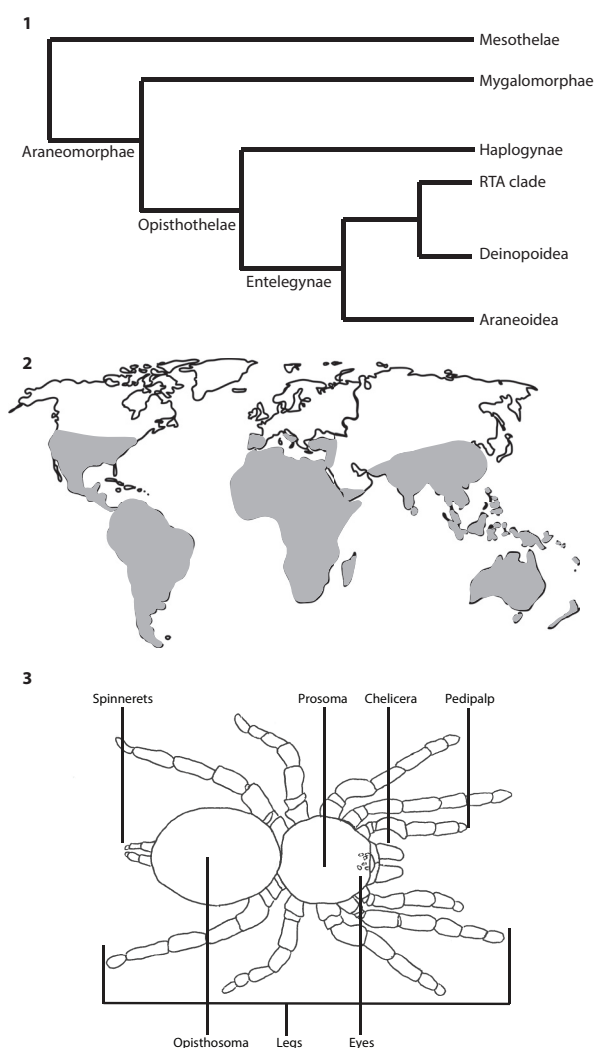 1
Mesothelae
Mygalomorphae
Araneomorphae
Haplogynae
RTA clade
Opisthothelae
Deinopoidea
Entelegynae
Araneoidea
2
3
Spinnerets Prosoma Chelicera Pedipalp
Opisthosoma Legs Eyes